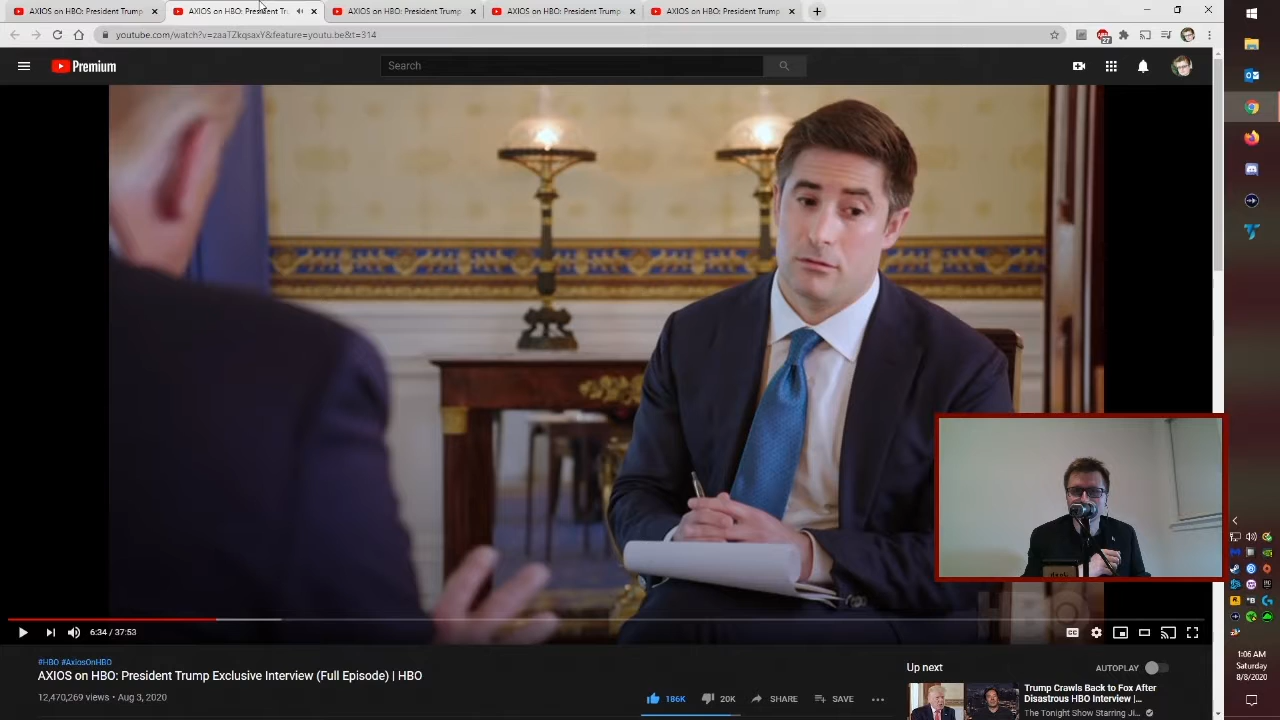 AXIOS on HBO: President Trump
AXIOS on HBO: President Tr
AXIOS on HBO: President Trump
AXIOS on HBO: President Trump
AXIOS on HBO: President Trump
youtube.com/watch?v=zaaTZkqsaxY&feature=youtu.be&t=314
27
Premium
Search
HBO
6:34 / 37:53
#HBO #AxiosOnHBO
AXIOS on HBO: President Trump Exclusive Interview (Full Episode) | HBO
12,470,269 views • Aug 3, 2020
186K
20K
SHARE
SAVE
Up next
AUTOPLAY
Trump Crawls Back to Fox After
Disastrous HBO Interview |...
The Tonight Show Starring Ji...
1:06 AM
Saturday
8/8/2020